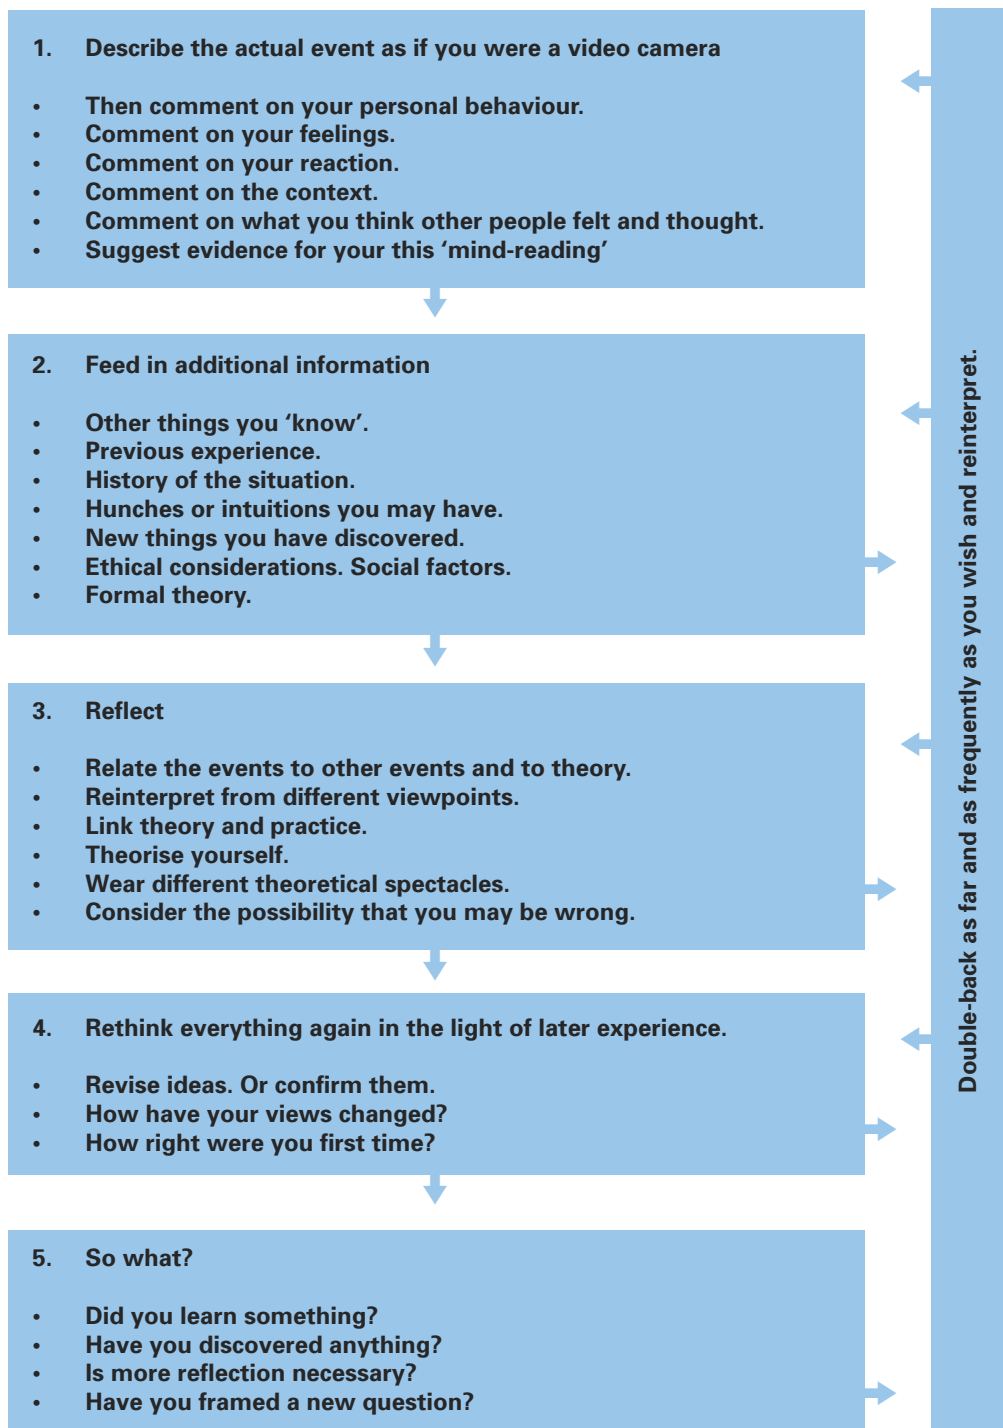 1. Describe the actual event as if you were a video camera
• Then comment on your personal behaviour.
• Comment on your feelings.
• Comment on your reaction.
• Comment on the context.
• Comment on what you think other people felt and thought.
• Suggest evidence for your this ‘mind-reading’
2. Feed in additional information
• Other things you ‘know’.
• Previous experience.
• History of the situation.
• Hunches or intuitions you may have.
• New things you have discovered.
• Ethical considerations. Social factors.
• Formal theory.
3. Reflect
• Relate the events to other events and to theory.
• Reinterpret from different viewpoints.
• Link theory and practice.
• Theorise yourself.
• Wear different theoretical spectacles.
• Consider the possibility that you may be wrong.
4. Rethink everything again in the light of later experience.
• Revise ideas. Or confirm them.
• How have your views changed?
• How right were you first time?
5. So what?
• Did you learn something?
• Have you discovered anything?
• Is more reflection necessary?
• Have you framed a new question?
Double-back as far and as frequently as you wish and reinterpret.